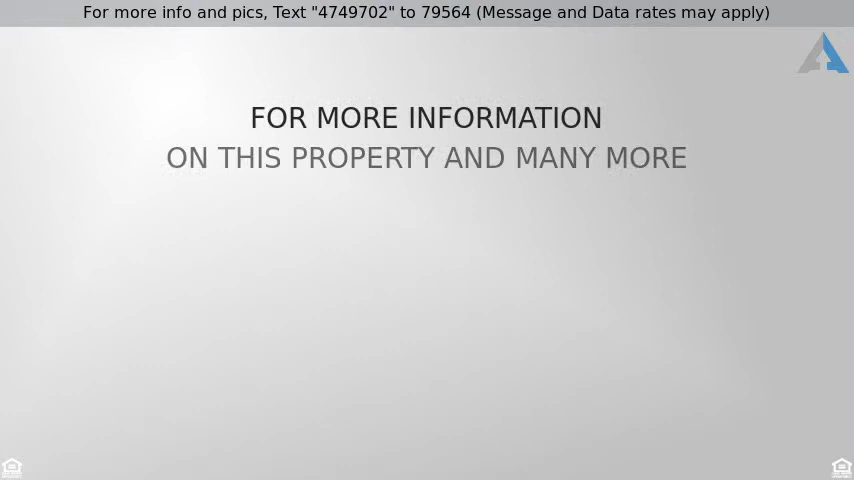 For more info and pics, Text "4749702" to 79564 (Message and Data rates may apply)
FOR MORE INFORMATION
ON THIS PROPERTY AND MANY MORE